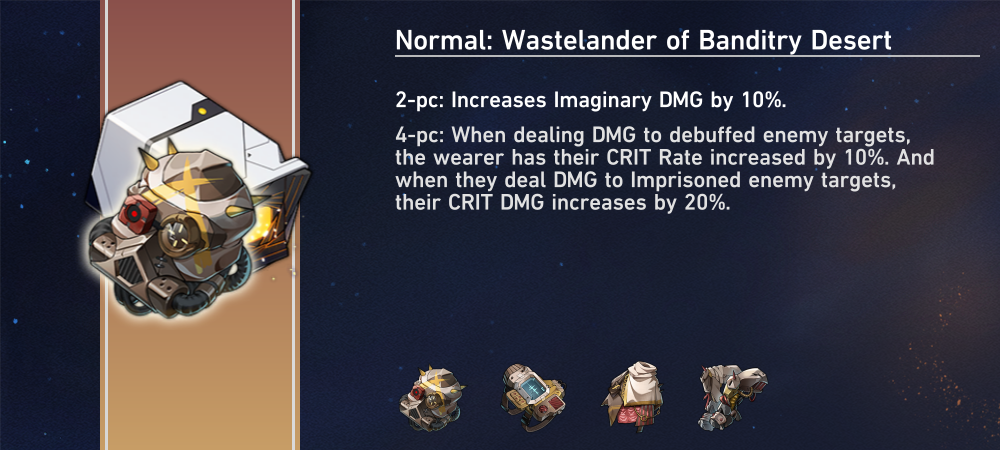 Normal: Wastelander of Banditry Desert
2-pc: Increases Imaginary DMG by 10%.
4-pc: When dealing DMG to debuffed enemy targets,
the wearer has their CRIT Rate increased by 10%. And
when they deal DMG to Imprisoned enemy targets,
their CRIT DMG increases by 20%.